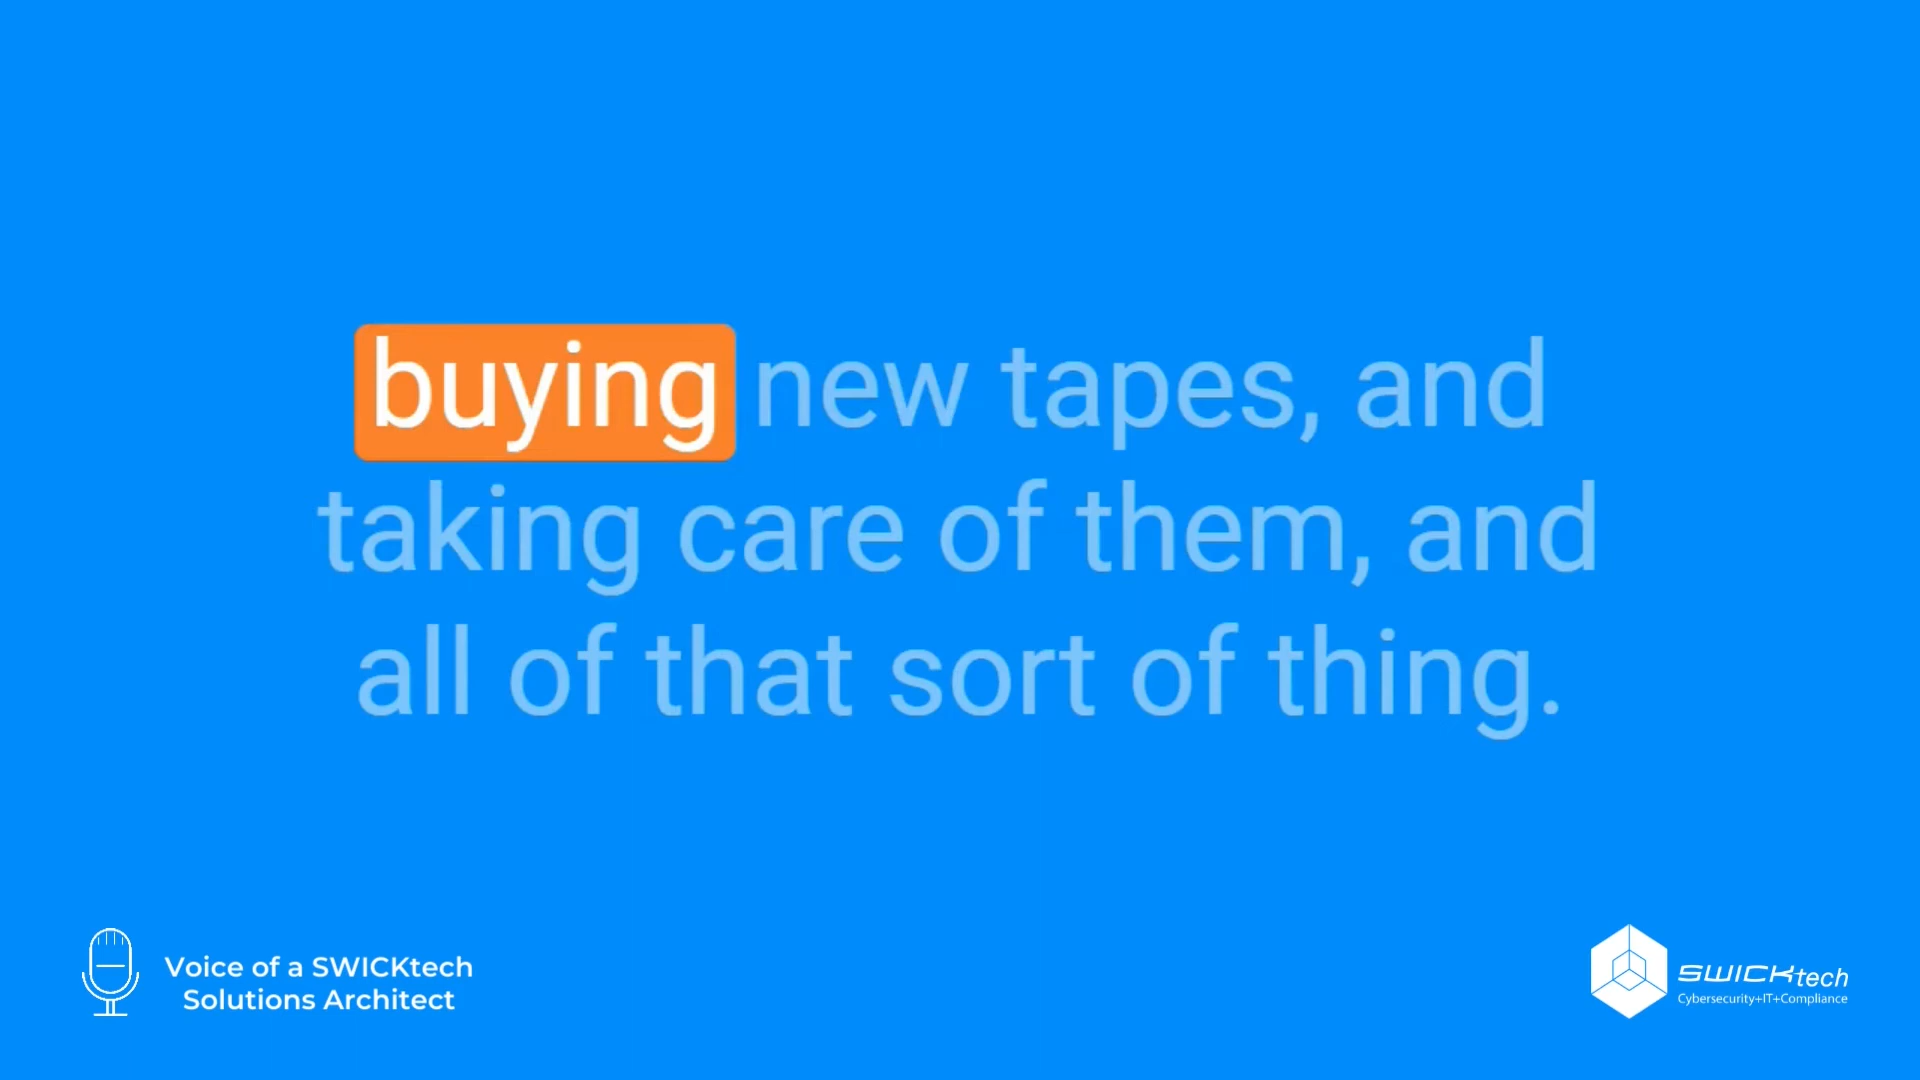 buying new tapes, and
taking care of them, and
all of that sort of thing.
Voice of a SWICKtech
Solutions Architect
SWICKtech
Cybersecurity+IT+Compliance